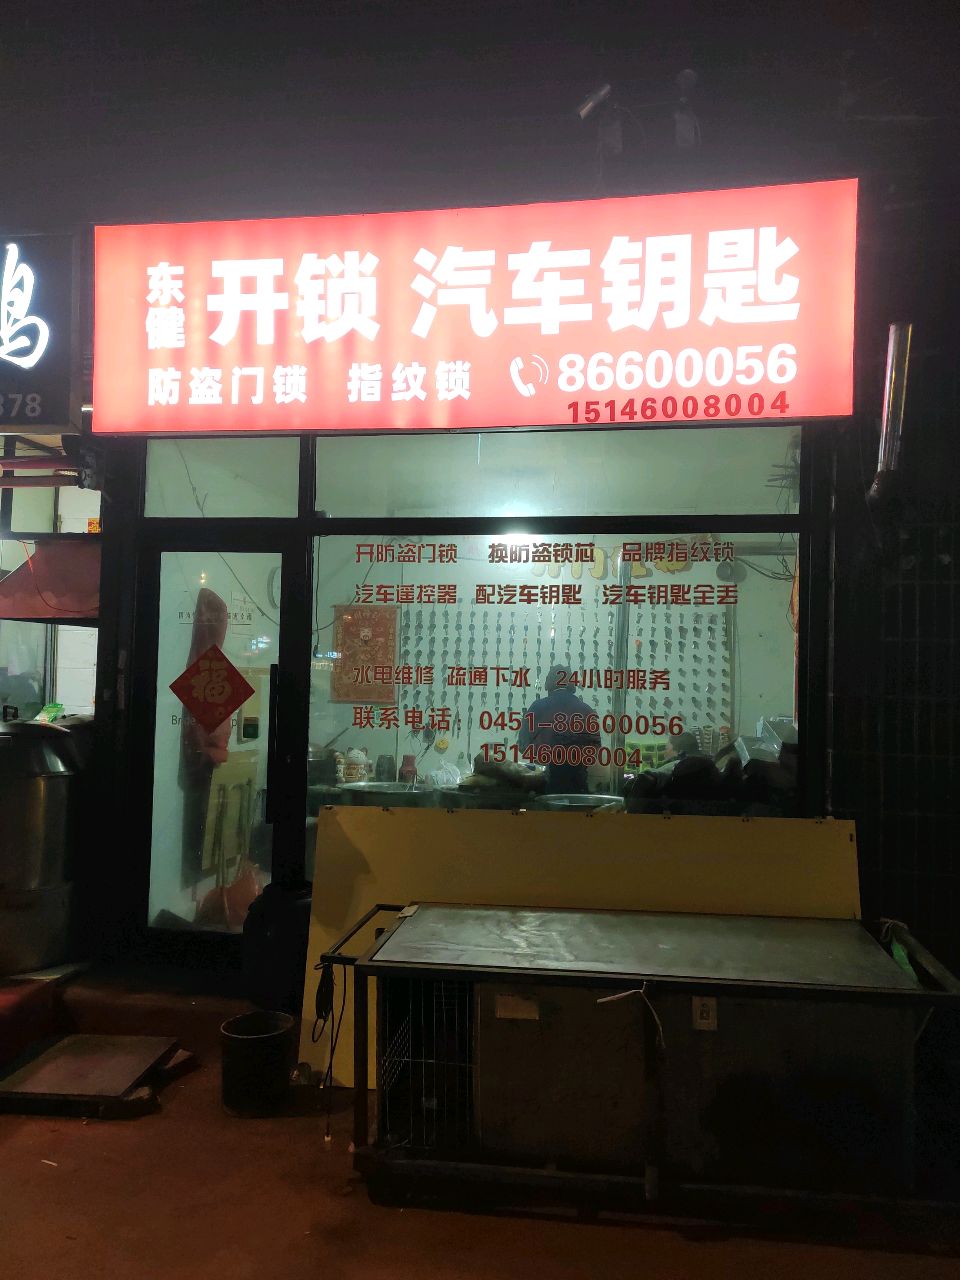 东健 开锁 汽车钥匙
防盗门锁 指纹锁 86600056
15146008004
鸡
378
开防盗门锁 换防盗锁芯 品牌指纹锁
汽车遥控器 配汽车钥匙 汽车钥匙全丢
水电维修 疏通下水 24小时服务
联系电话：0451-86600056
15146008004
福